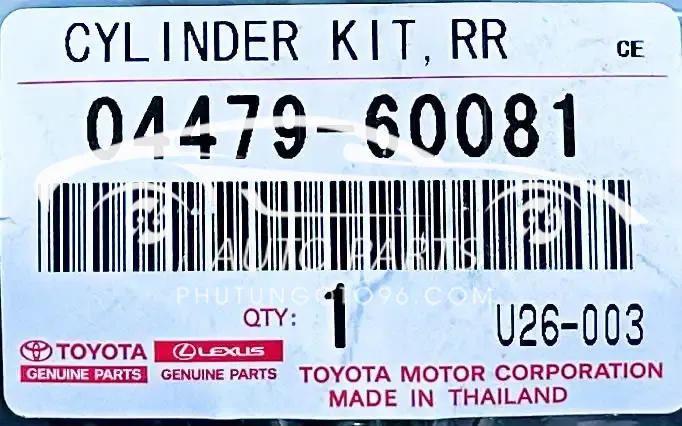 CYLINDER KIT, RR CE
04479-60081
AUTO PARTS
PHUTUNGOTO96.COM
QTY: 1 U26-003
TOYOTA LEXUS
GENUINE PARTS GENUINE PARTS
TOYOTA MOTOR CORPORATION
MADE IN THAILAND